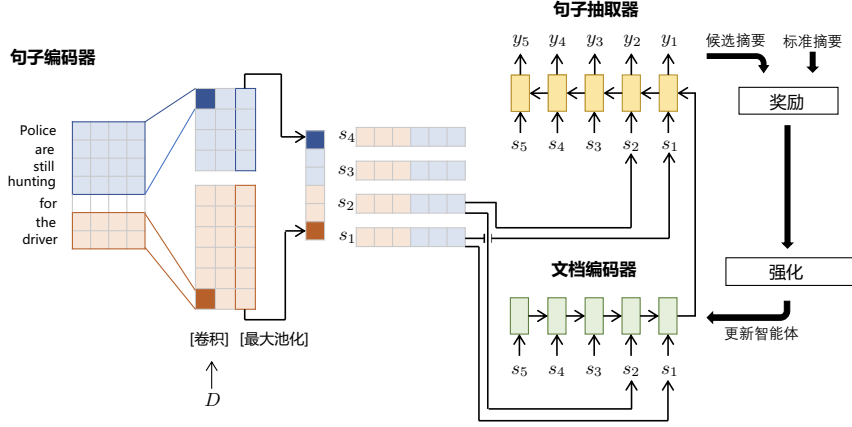 句子抽取器
句子编码器
y5 y4 y3 y2 y1
候选摘要
标准摘要
奖励
Police
are
still
hunting
for
the
driver
s4
s3
s2
s1
s5 s4 s3 s2 s1
文档编码器
强化
更新智能体
[卷积] [最大池化]
s5 s4 s3 s2 s1
D